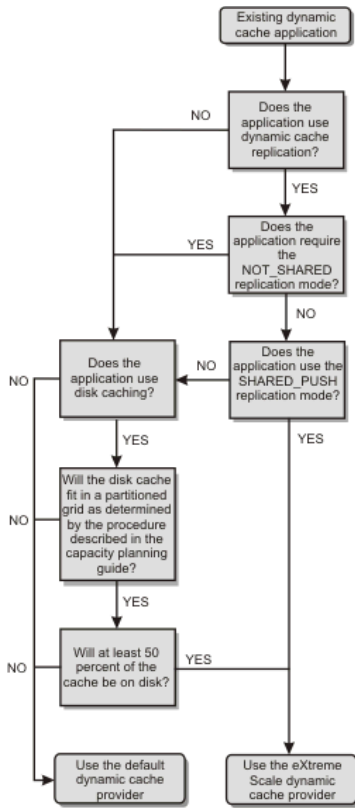 Existing dynamic
cache application
Does the
application use
dynamic cache
replication?
NO
YES
Does the
application require
the
NOT_SHARED
replication mode?
YES
NO
Does the
application use
disk caching?
NO
Does the
application use the
SHARED_PUSH
replication mode?
NO
YES
YES
Will the disk cache
fit in a partitioned
grid as determined
by the procedure
described in the
capacity planning
guide?
NO
YES
Will at least 50
percent of the
cache be on disk?
NO
YES
Use the default
dynamic cache
provider
Use the eXtreme
Scale dynamic
cache provider